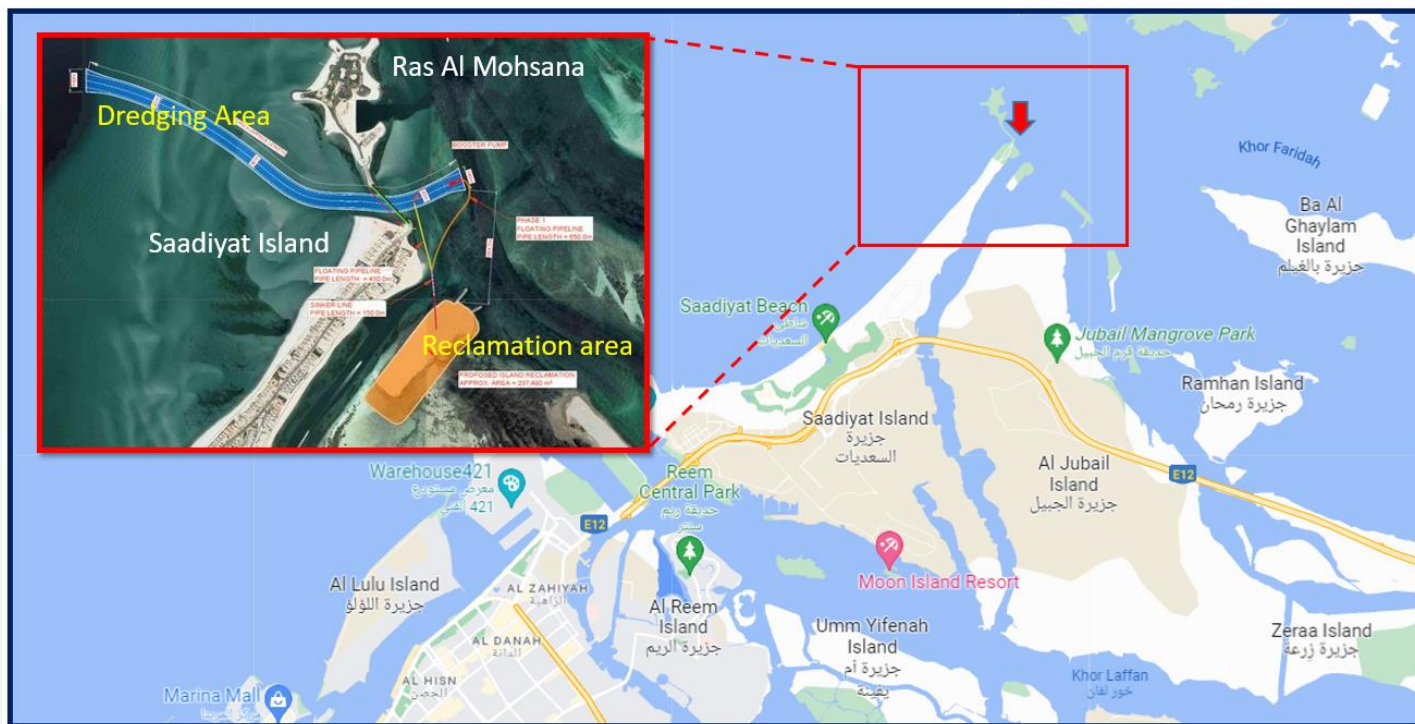 Ras Al Mohsana
Dredging Area
BOOSTER PUMP
Saadiyat Island
PHASE 1
FLOATING PIPELINE
PIPE LENGTH = 650.0m
FLOATING PIPELINE
PIPE LENGTH = 400.0m
SINKER LINE
PIPE LENGTH = 150.0m
Reclamation area
PROPOSED ISLAND RECLAMATION
Khor Faridah
Ba Al
Ghaylam
Island
جزيرة بالغيلم
Saadiyat Beach
شاطئ
السعديات
Jubail Mangrove Park
حديقة قرم الجبيل
Ramhan Island
جزيرة رمحان
Saadiyat Island
جزيرة
السعديات
Warehouse421
معرض مستودع
421 الفني
Reem
Central Park
حديقة ريم
سنتر
Al Jubail
Island
جزيرة الجبيل
E12
E12
Moon Island Resort
Al Lulu Island
جزيرة اللؤلؤ
AL ZAHIYAH
الزاهية
Al Reem
Island
جزيرة الريم
Umm Yifenah
Island
جزيرة أم
يفينة
Zeraa Island
جزيرة زرعة
AL DANAH
الدانة
AL HISN
الحصن
Khor Laffan
خور لفان
Marina Mall
مركز المارينا